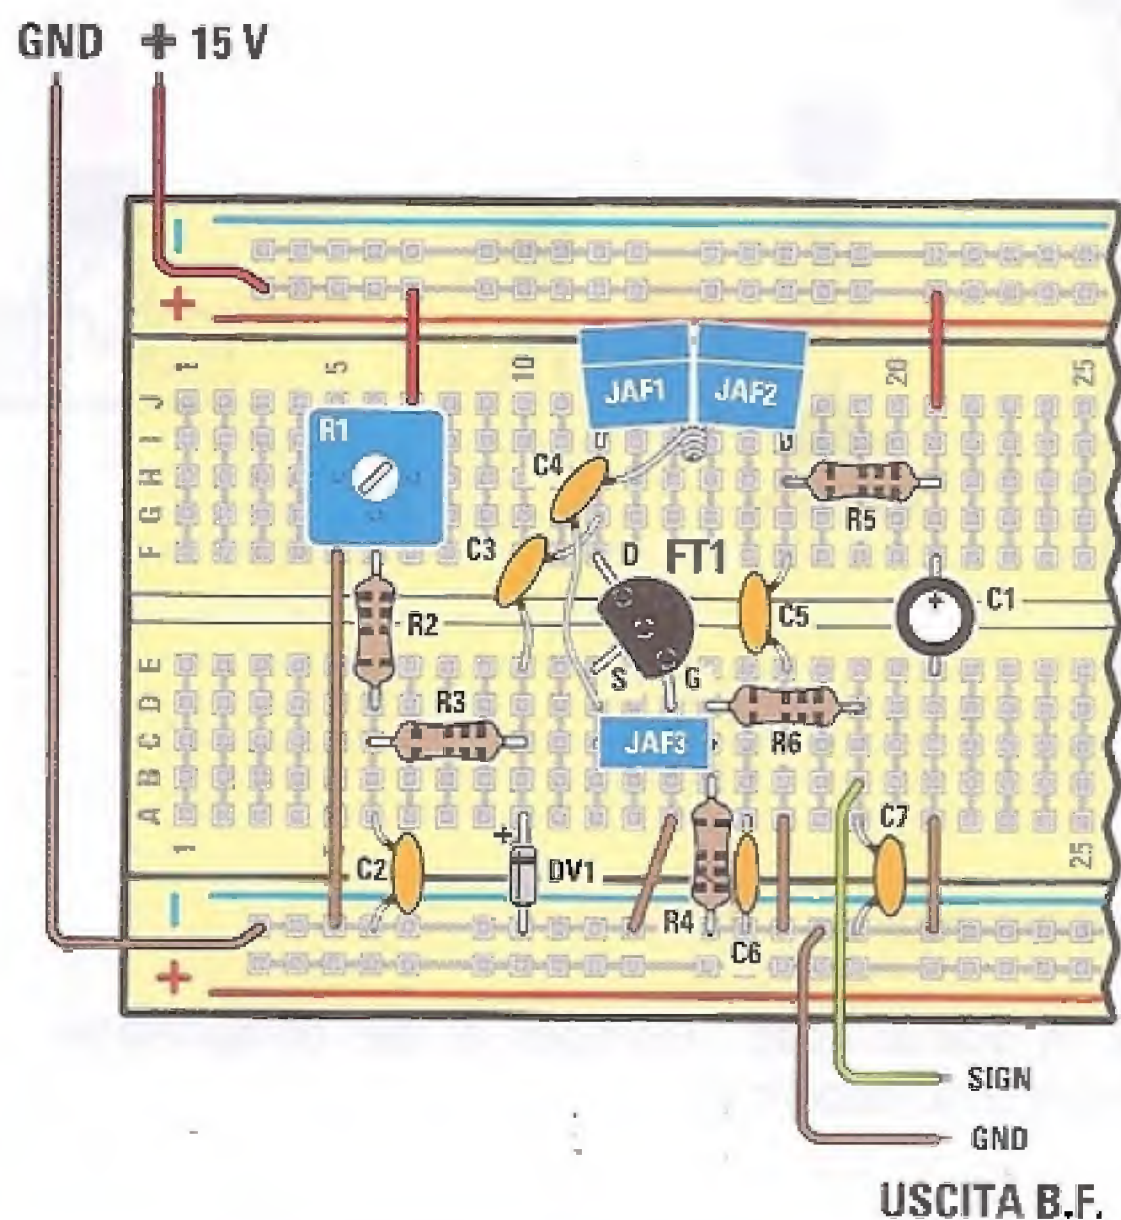 GND + 15 V
−
+
1 5 10 20 25
J
I
H
G
F
R1
JAF1 JAF2
C4
R5
C3
D FT1
R2
C5
+ C1
E
D
C
B
A
S G
R3
JAF3
R6
1 25
C2
+
DV1
R4
C6
C7
−
+
SIGN
GND
USCITA B.F.